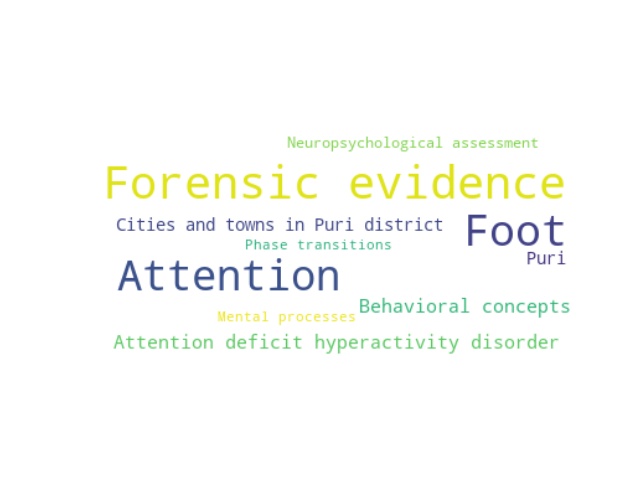 Neuropsychological assessment
Forensic evidence
Cities and towns in Puri district
Foot
Phase transitions
Puri
Attention
Behavioral concepts
Mental processes
Attention deficit hyperactivity disorder